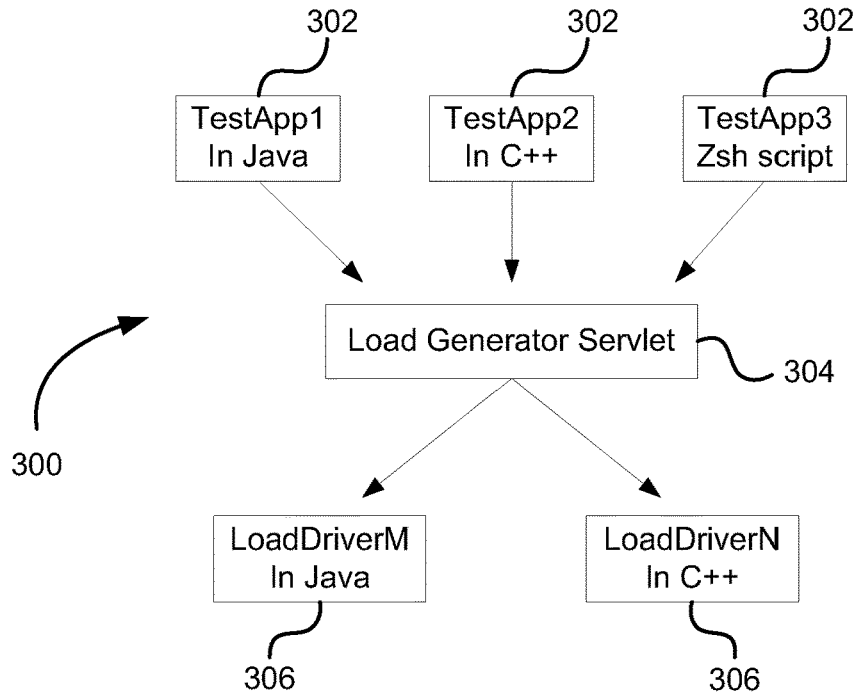 302
302
302
TestApp1
In Java
TestApp2
In C++
TestApp3
Zsh script
Load Generator Servlet
304
300
LoadDriverM
In Java
LoadDriverN
In C++
306
306